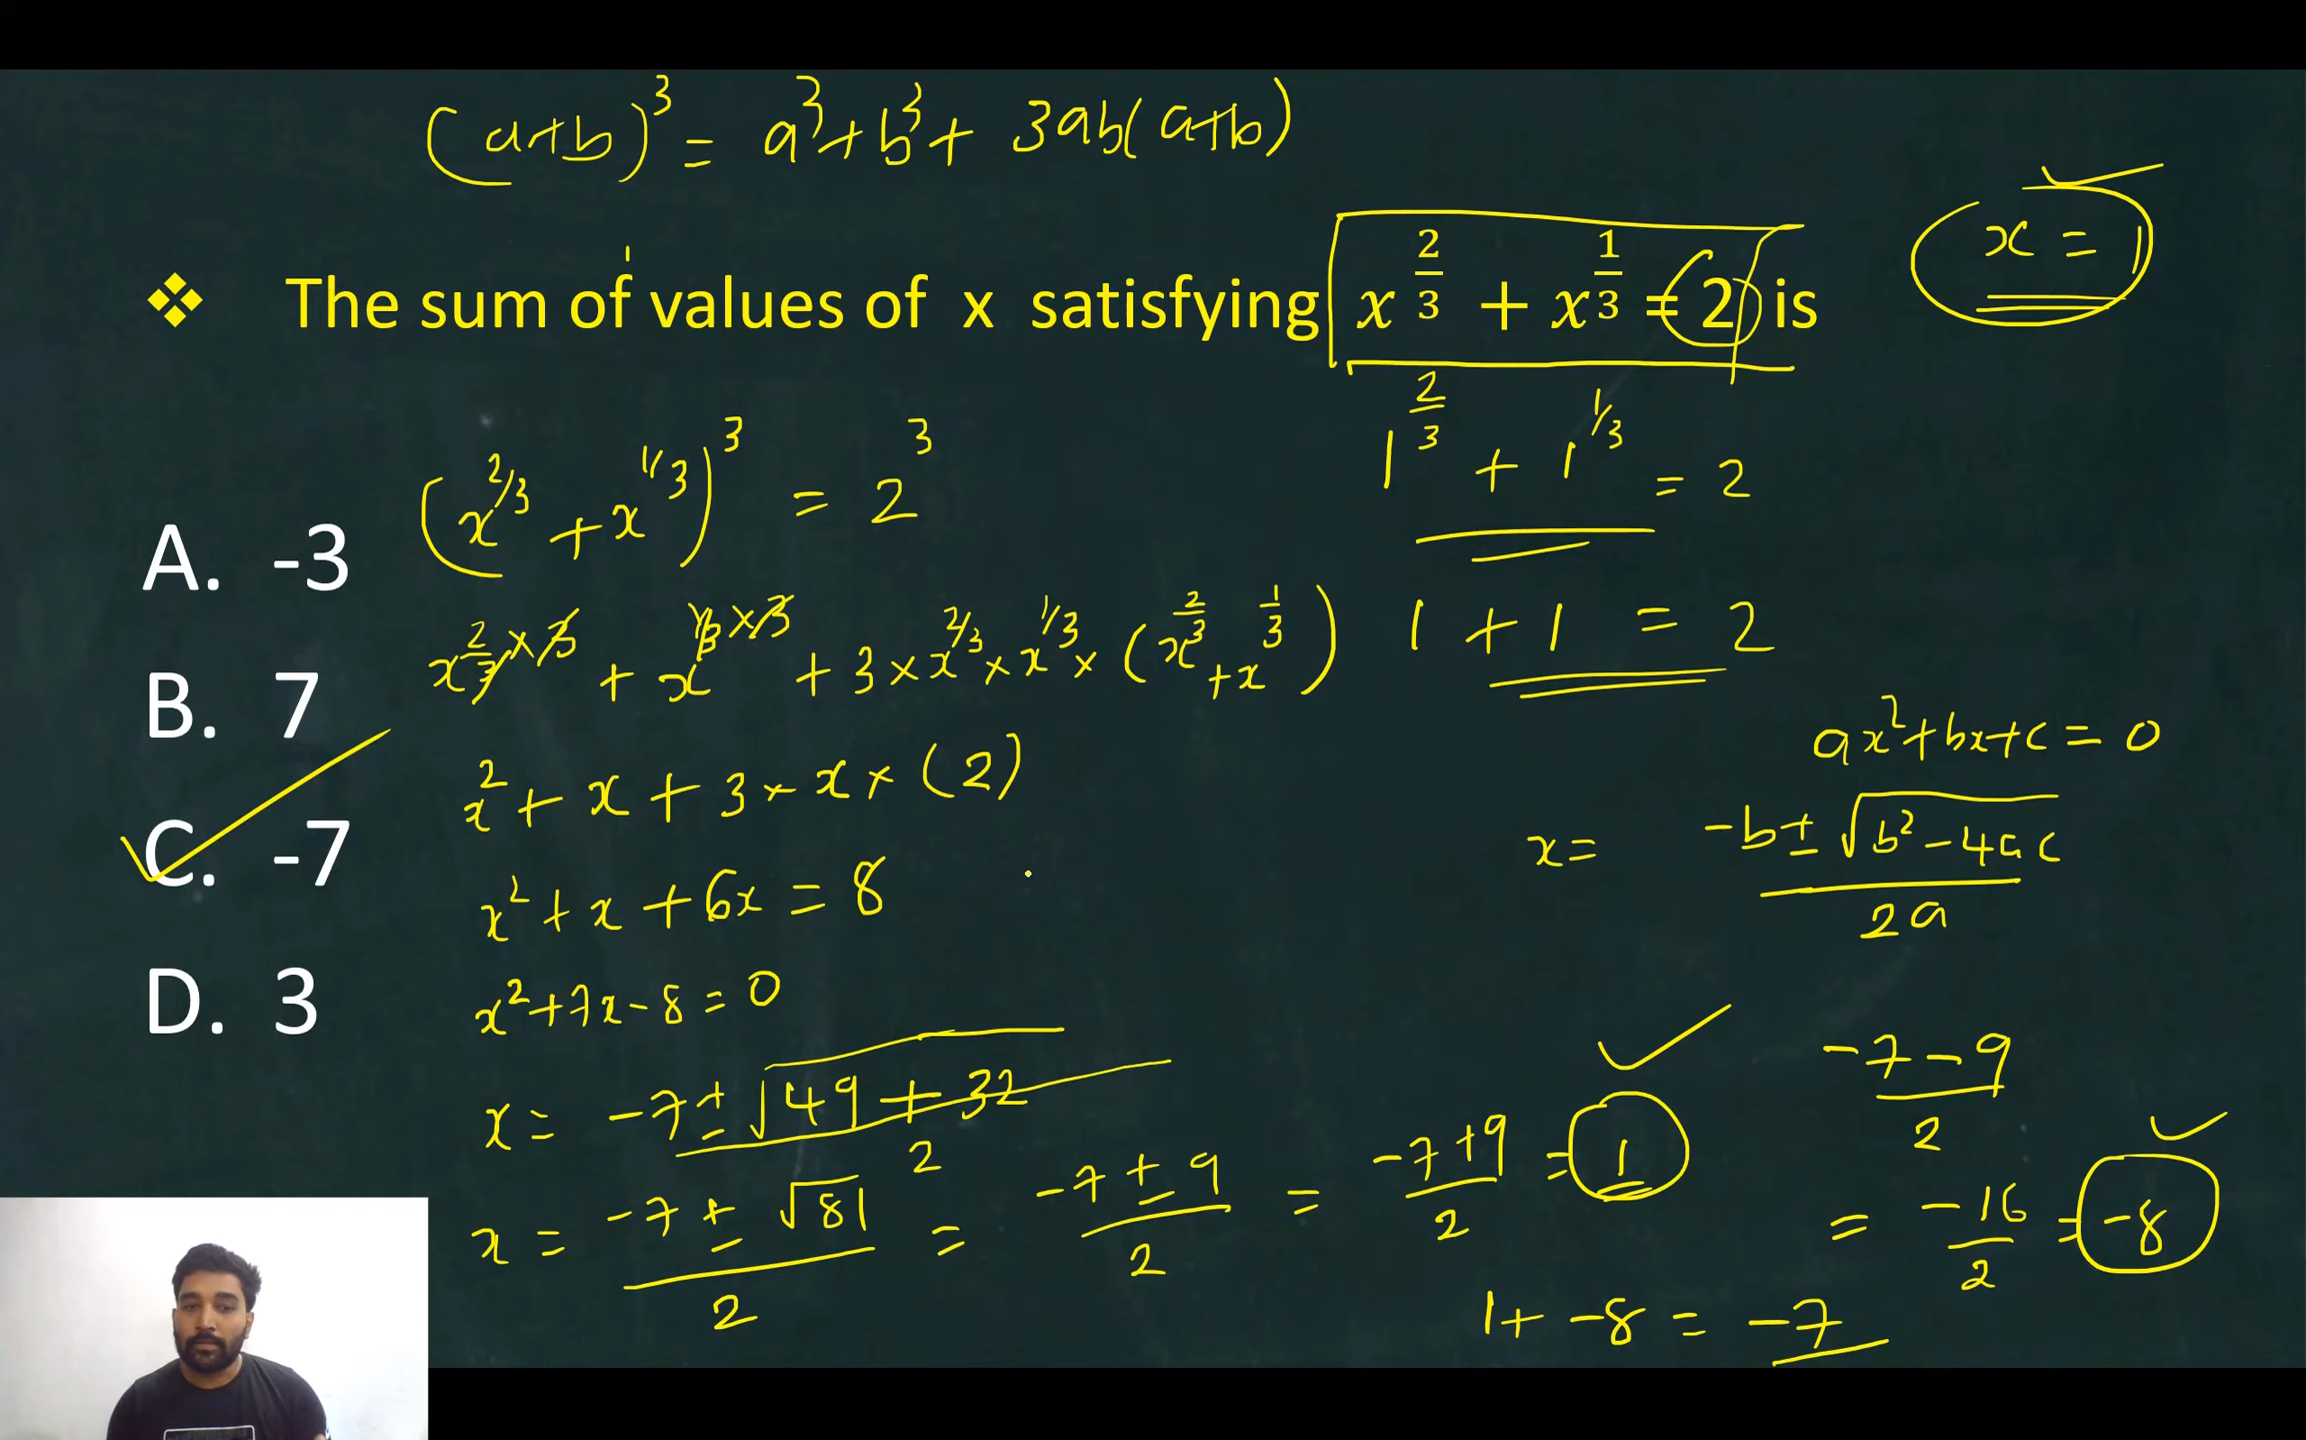 (a+b)³ = a³+b³+ 3ab(a+b)
x = 1
❖ The sum of values of x satisfying x^(2/3) + x^(1/3) = 2 is
1^(2/3) + 1^(1/3) = 2
(x^(2/3) + x^(1/3))³ = 2³
A. -3
x^(2/3 × 3) + x^(1/3 × 3) + 3 × x^(2/3) × x^(1/3) × (x^(2/3) + x^(1/3))
1 + 1 = 2
B. 7
ax²+bx+c = 0
x² + x + 3 × x × (2)
x = (-b ± √(b² - 4ac))/2a
C. -7
x² + x + 6x = 8
D. 3
x² + 7x - 8 = 0
x = (-7 ± √(49 + 32))/2
x = (-7 ± √81)/2 = (-7 ± 9)/2 = (-7+9)/2 = 1
(-7-9)/2
= -16/2 = -8
1 + -8 = -7